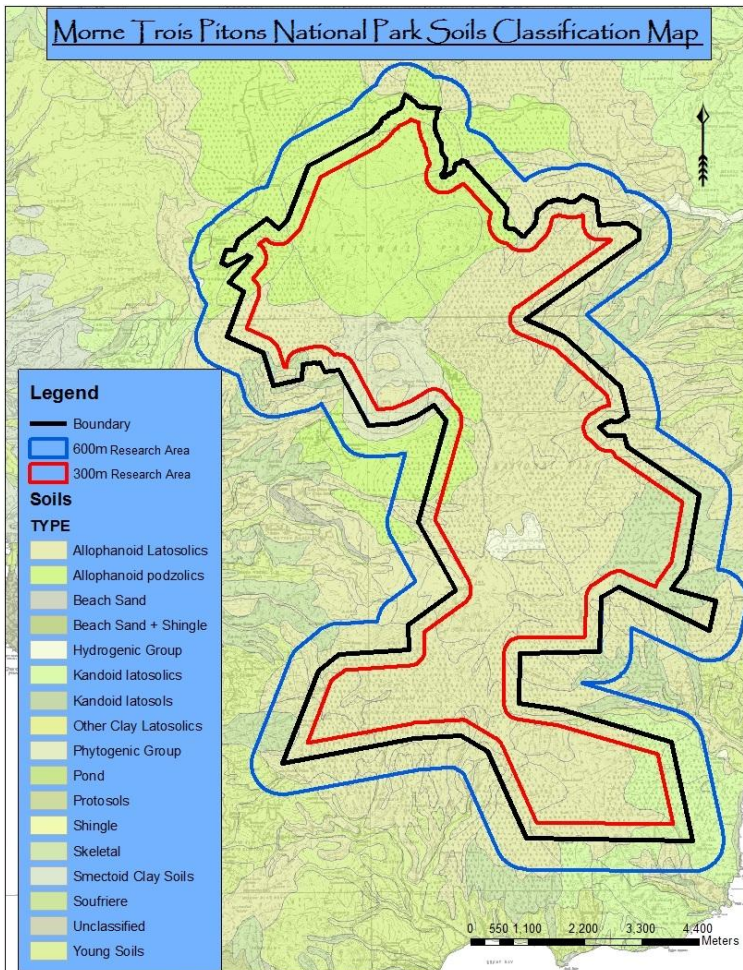 Morne Trois Pitons National Park Soils Classification Map
Legend
Boundary
600m Research Area
300m Research Area
Soils
TYPE
Allophanoid Latosolics
Allophanoid podzolics
Beach Sand
Beach Sand + Shingle
Hydrogenic Group
Kandoid latosolics
Kandoid latosols
Other Clay Latosolics
Phytogenic Group
Pond
Protosols
Shingle
Skeletal
Smectoid Clay Soils
Soufriere
Unclassified
Young Soils
0 550 1.100 2.200 3.300 4.400
Meters